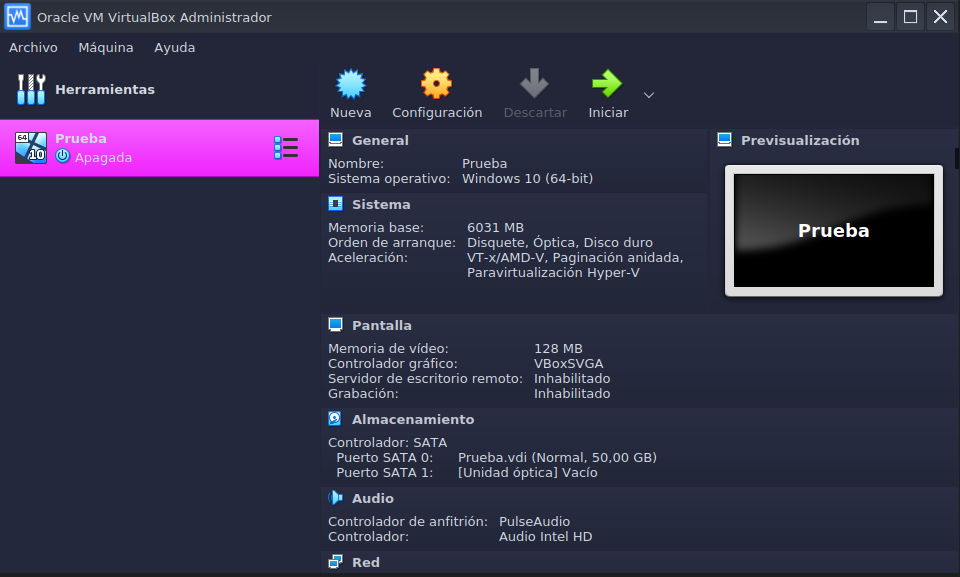 Oracle VM VirtualBox Administrador
Archivo Máquina Ayuda
Herramientas
Nueva Configuración Descartar Iniciar
64
10
Prueba
Apagada
General
Nombre: Prueba
Sistema operativo: Windows 10 (64-bit)
Sistema
Memoria base: 6031 MB
Orden de arranque: Disquete, Óptica, Disco duro
Aceleración: VT-x/AMD-V, Paginación anidada,
Paravirtualización Hyper-V
Previsualización
Prueba
Pantalla
Memoria de vídeo: 128 MB
Controlador gráfico: VBoxSVGA
Servidor de escritorio remoto: Inhabilitado
Grabación: Inhabilitado
Almacenamiento
Controlador: SATA
Puerto SATA 0: Prueba.vdi (Normal, 50,00 GB)
Puerto SATA 1: [Unidad óptica] Vacío
Audio
Controlador de anfitrión: PulseAudio
Controlador: Audio Intel HD
Red